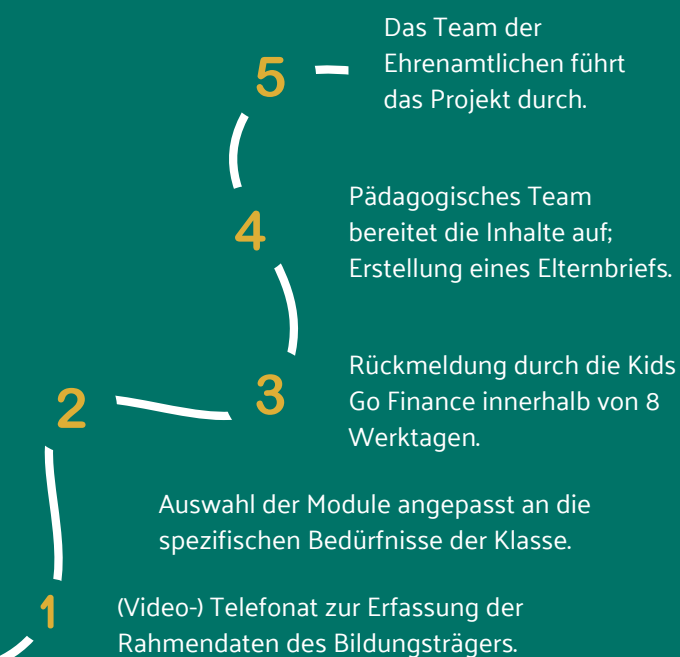 5
Das Team der
Ehrenamtlichen führt
das Projekt durch.
4
Pädagogisches Team
bereitet die Inhalte auf;
Erstellung eines Elternbriefs.
3
Rückmeldung durch die Kids
Go Finance innerhalb von 8
Werktagen.
2
Auswahl der Module angepasst an die
spezifischen Bedürfnisse der Klasse.
1
(Video-) Telefonat zur Erfassung der
Rahmendaten des Bildungsträgers.